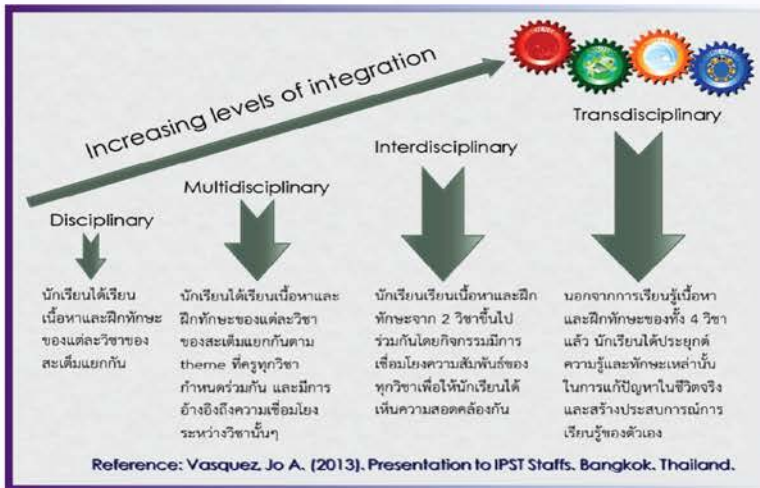 Increasing levels of integration
Disciplinary
นักเรียนได้เรียน
เนื้อหาและฝึกทักษะ
ของแต่ละวิชาของ
สะเต็มแยกกัน
Multidisciplinary
นักเรียนได้เรียนเนื้อหาและ
ฝึกทักษะของแต่ละวิชา
ของสะเต็มแยกกันตาม
theme ที่ครูทุกวิชา
กำหนดร่วมกัน และมีการ
อ้างอิงถึงความเชื่อมโยง
ระหว่างวิชานั้นๆ
Interdisciplinary
นักเรียนเรียนเนื้อหาและฝึก
ทักษะจาก 2 วิชาขึ้นไป
ร่วมกันโดยกิจกรรมมีการ
เชื่อมโยงความสัมพันธ์ของ
ทุกวิชาเพื่อให้นักเรียนได้
เห็นความสอดคล้องกัน
Transdisciplinary
นอกจากการเรียนรู้เนื้อหา
และฝึกทักษะของทั้ง 4 วิชา
แล้ว นักเรียนได้ประยุกต์
ความรู้และทักษะเหล่านั้น
ในการแก้ปัญหาในชีวิตจริง
และสร้างประสบการณ์การ
เรียนรู้ของตัวเอง
Reference: Vasquez, Jo A. (2013). Presentation to IPST Staffs. Bangkok. Thailand.